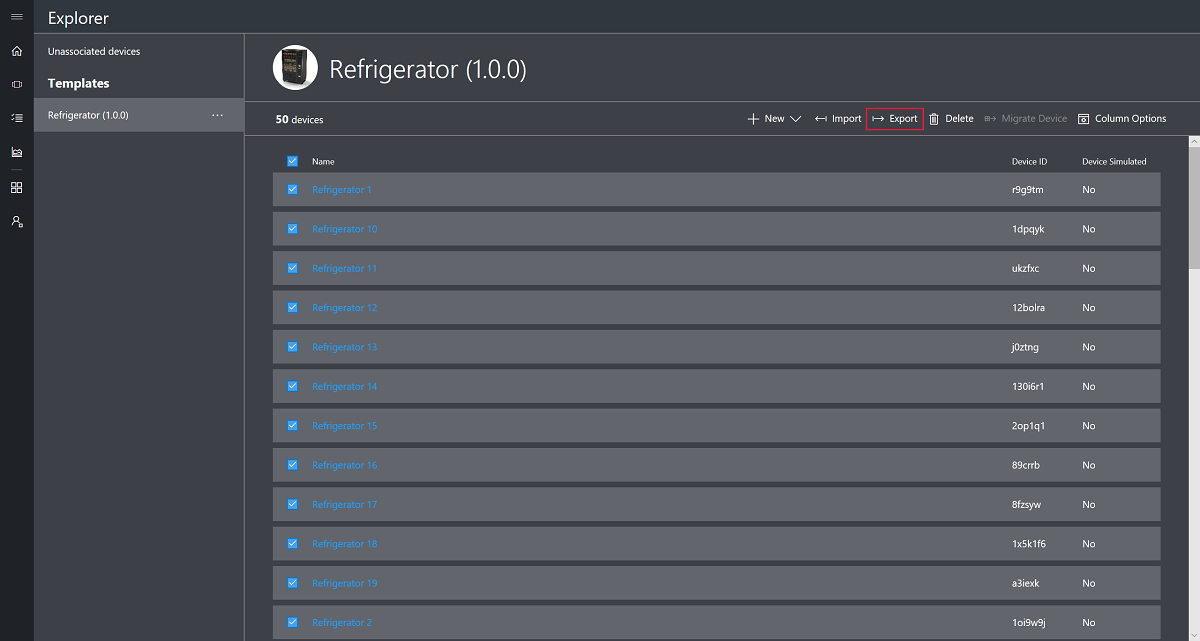 Explorer
Unassociated devices
Templates
Refrigerator (1.0.0) ...
Refrigerator (1.0.0)
50 devices New Import Export Delete Migrate Device Column Options
Name Device ID Device Simulated
Refrigerator 1 r9g9tm No
Refrigerator 10 1dpqyk No
Refrigerator 11 ukzfxc No
Refrigerator 12 12bolra No
Refrigerator 13 j0ztng No
Refrigerator 14 130i6r1 No
Refrigerator 15 2op1q1 No
Refrigerator 16 89crrb No
Refrigerator 17 8fzsyw No
Refrigerator 18 1x5k1f6 No
Refrigerator 19 a3iexk No
Refrigerator 2 1oi9w9j No